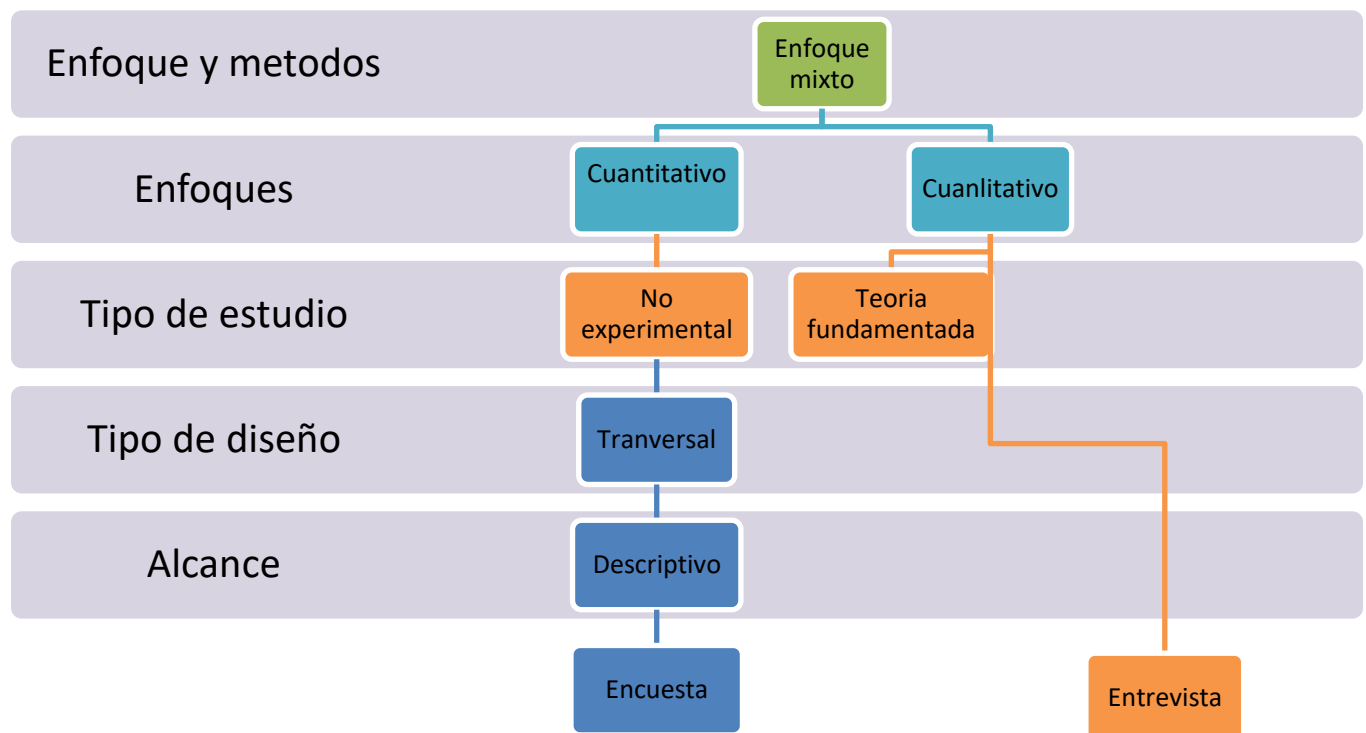 Enfoque y metodos
Enfoque
mixto
Enfoques
Cuantitativo
Cuanlitativo
Tipo de estudio
No
experimental
Teoria
fundamentada
Tipo de diseño
Tranversal
Alcance
Descriptivo
Encuesta
Entrevista